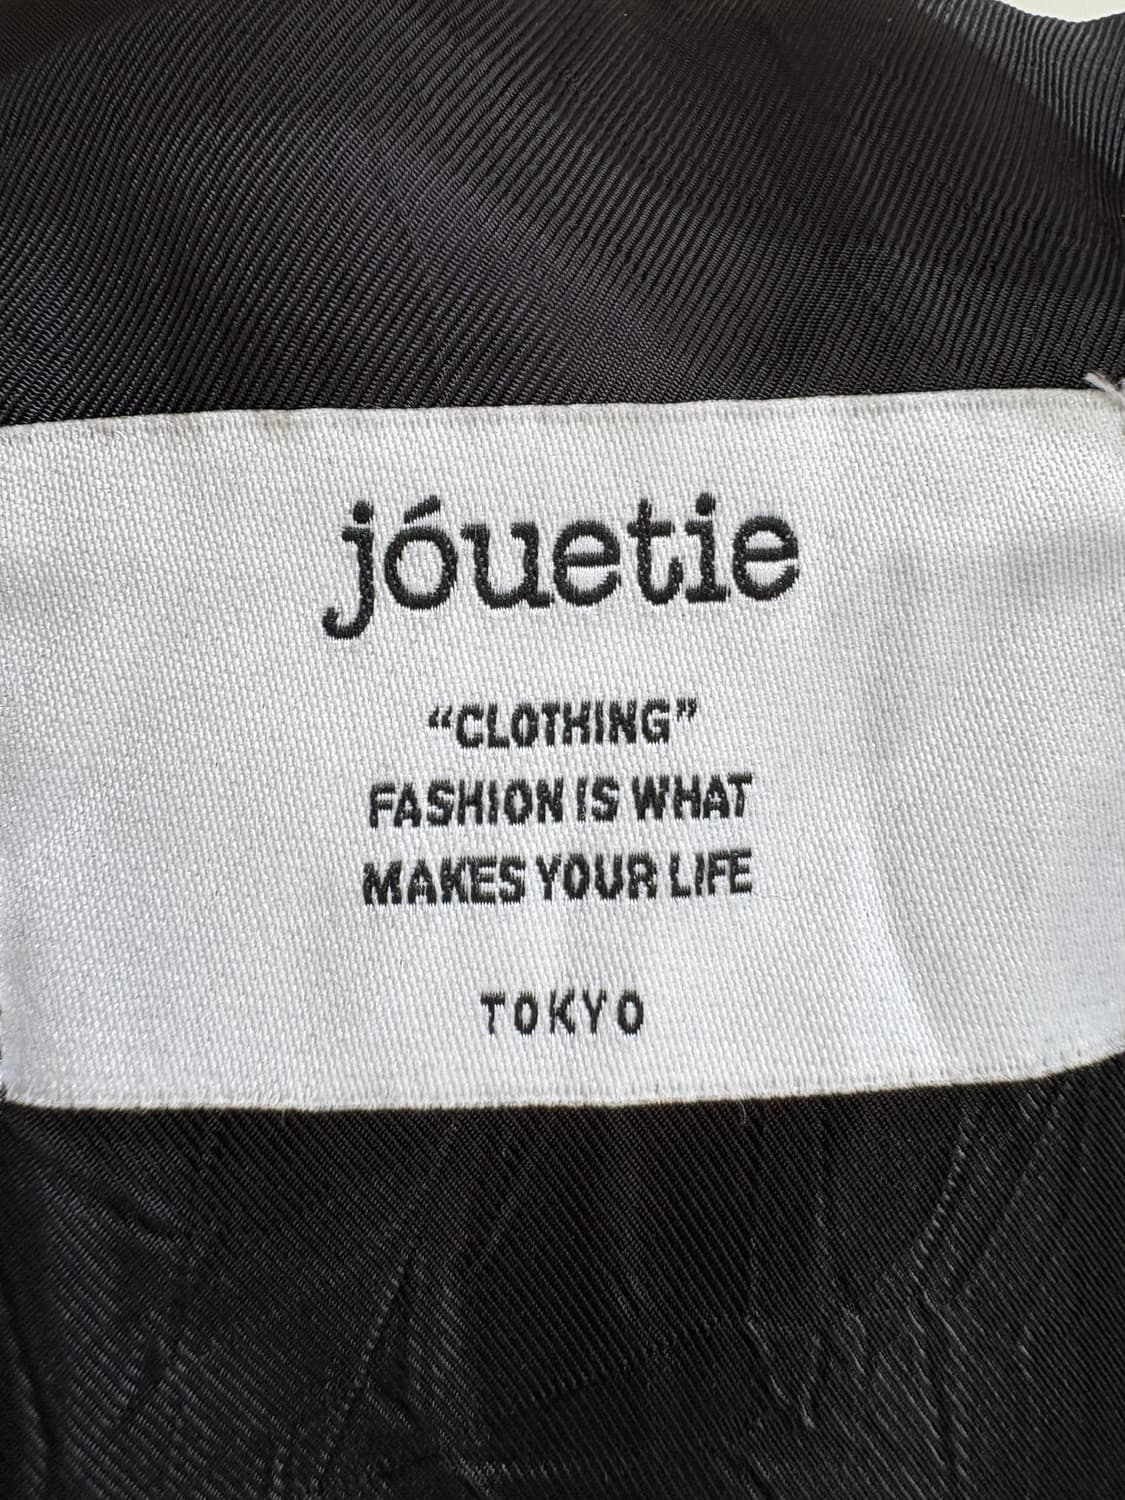 jóuetie
“CLOTHING”
FASHION IS WHAT
MAKES YOUR LIFE
TOKYO